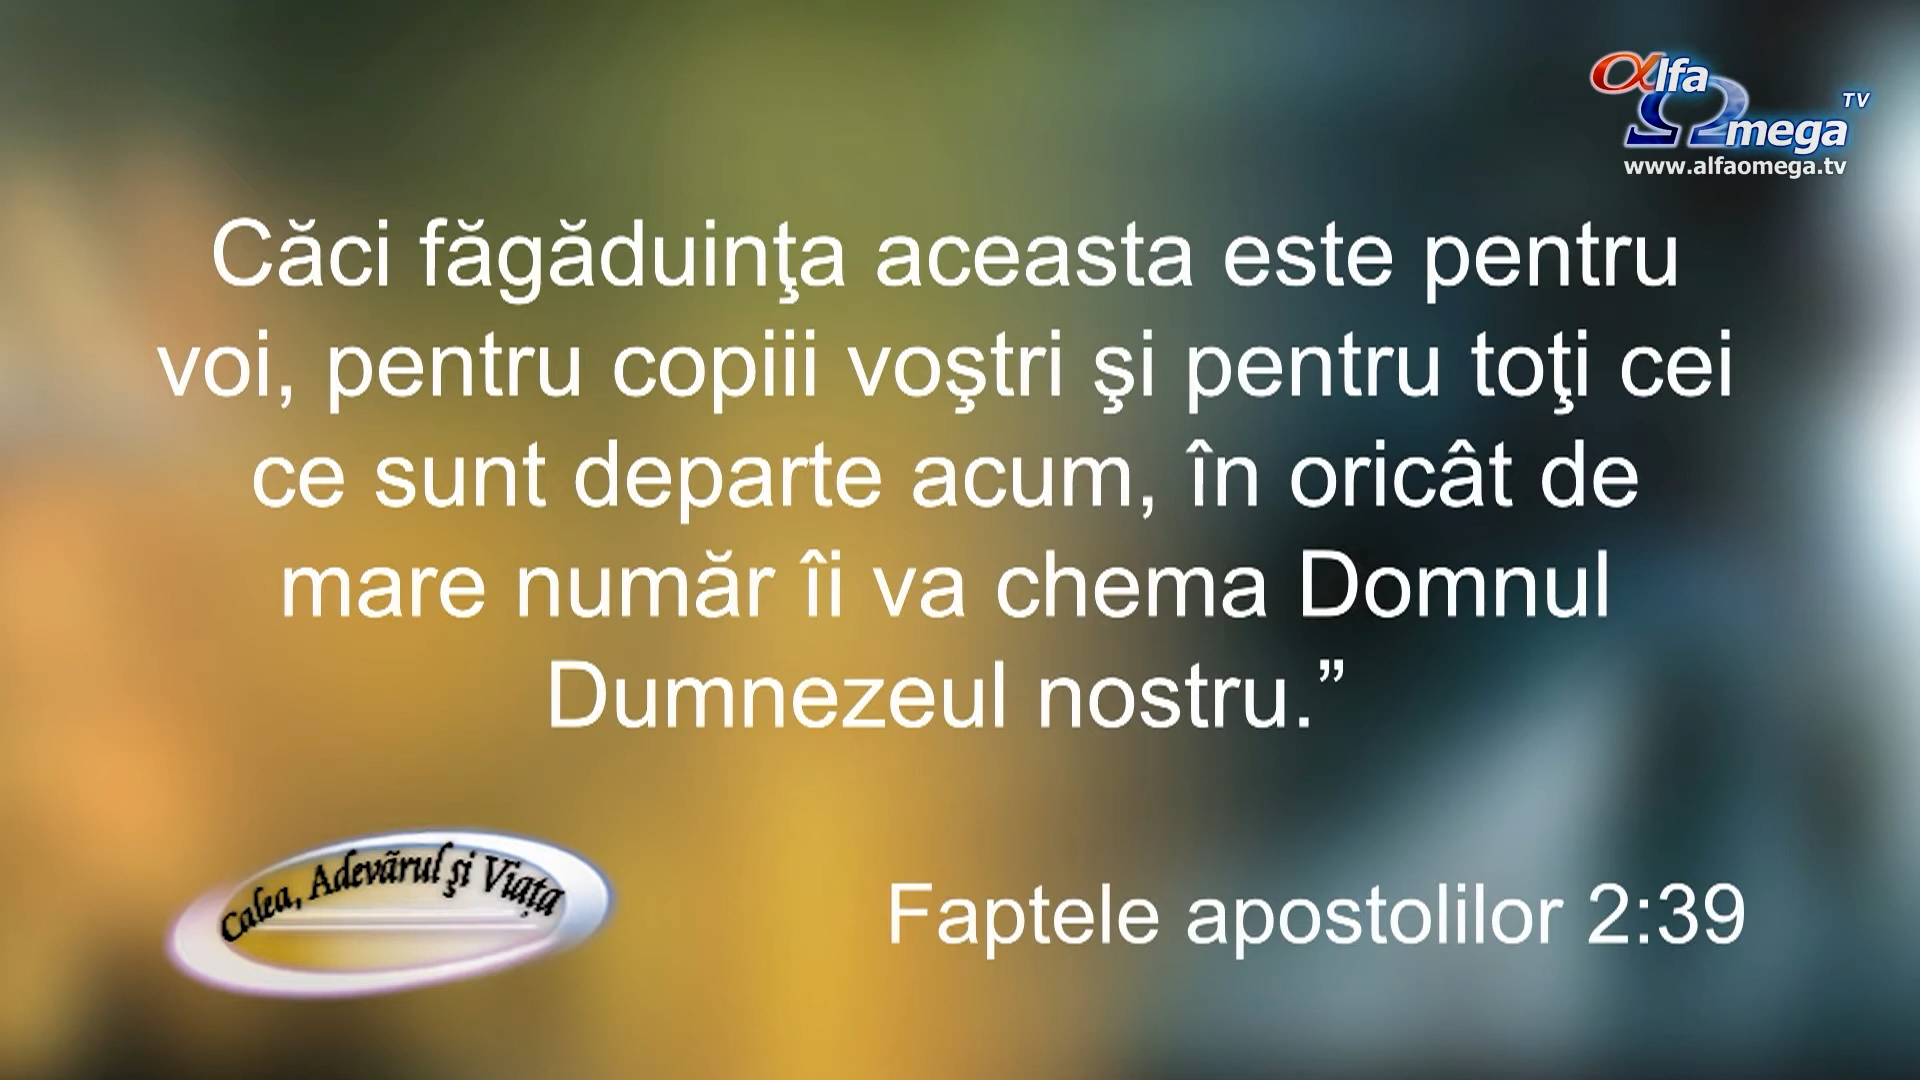 αlfa
Ωmega TV
www.alfaomega.tv
Căci făgăduinţa aceasta este pentru
voi, pentru copiii voştri şi pentru toţi cei
ce sunt departe acum, în oricât de
mare număr îi va chema Domnul
Dumnezeul nostru.”
Calea, Adevărul şi Viaţa
Faptele apostolilor 2:39